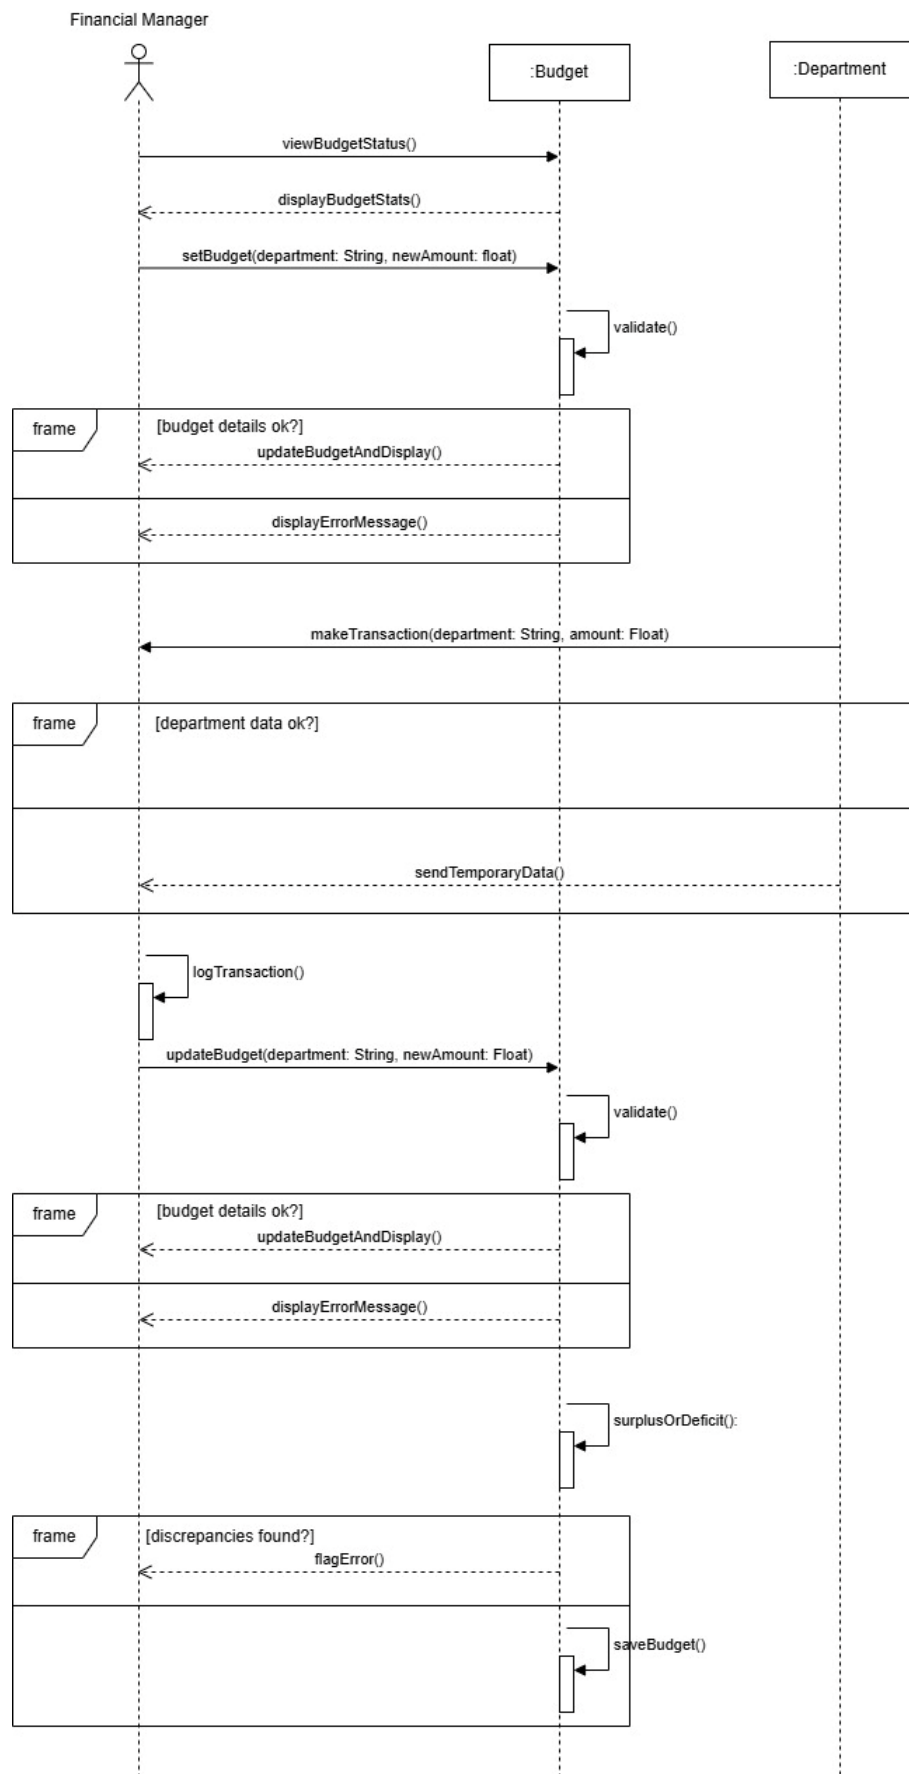 Financial Manager
:Budget
:Department
viewBudgetStatus()
displayBudgetStats()
setBudget(department: String, newAmount: float)
validate()
frame
[budget details ok?]
updateBudgetAndDisplay()
displayErrorMessage()
makeTransaction(department: String, amount: Float)
frame
[department data ok?]
sendTemporaryData()
logTransaction()
updateBudget(department: String, newAmount: Float)
validate()
frame
[budget details ok?]
updateBudgetAndDisplay()
displayErrorMessage()
surplusOrDeficit():
frame
[discrepancies found?]
flagError()
saveBudget()